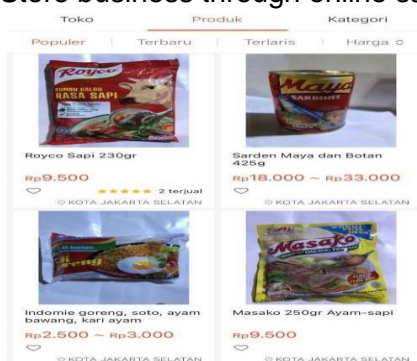 Store business through online
Toko Produk Kategori
Populer Terbaru Terlaris Harga
Royco
BUMBU KALDU
RASA SAPI
Maya
SARDINES
Royco Sapi 230gr
Rp9.500
2 terjual
KOTA JAKARTA SELATAN
Sarden Maya dan Botan
425g
Rp18.000 ~ Rp33.000
KOTA JAKARTA SELATAN
goreng
Masako
Indomie goreng, soto, ayam
bawang, kari ayam
Rp2.500 ~ Rp3.000
KOTA JAKARTA SELATAN
Masako 250gr Ayam-sapi
Rp9.500
KOTA JAKARTA SELATAN